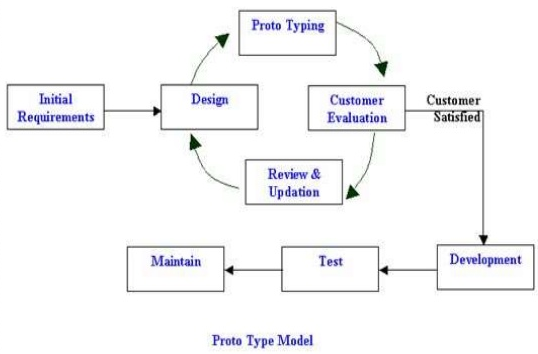 Proto Typing
Initial
Requirements
Design
Customer
Evaluation
Customer
Satisfied
Review &
Updation
Maintain
Test
Development
Proto Type Model